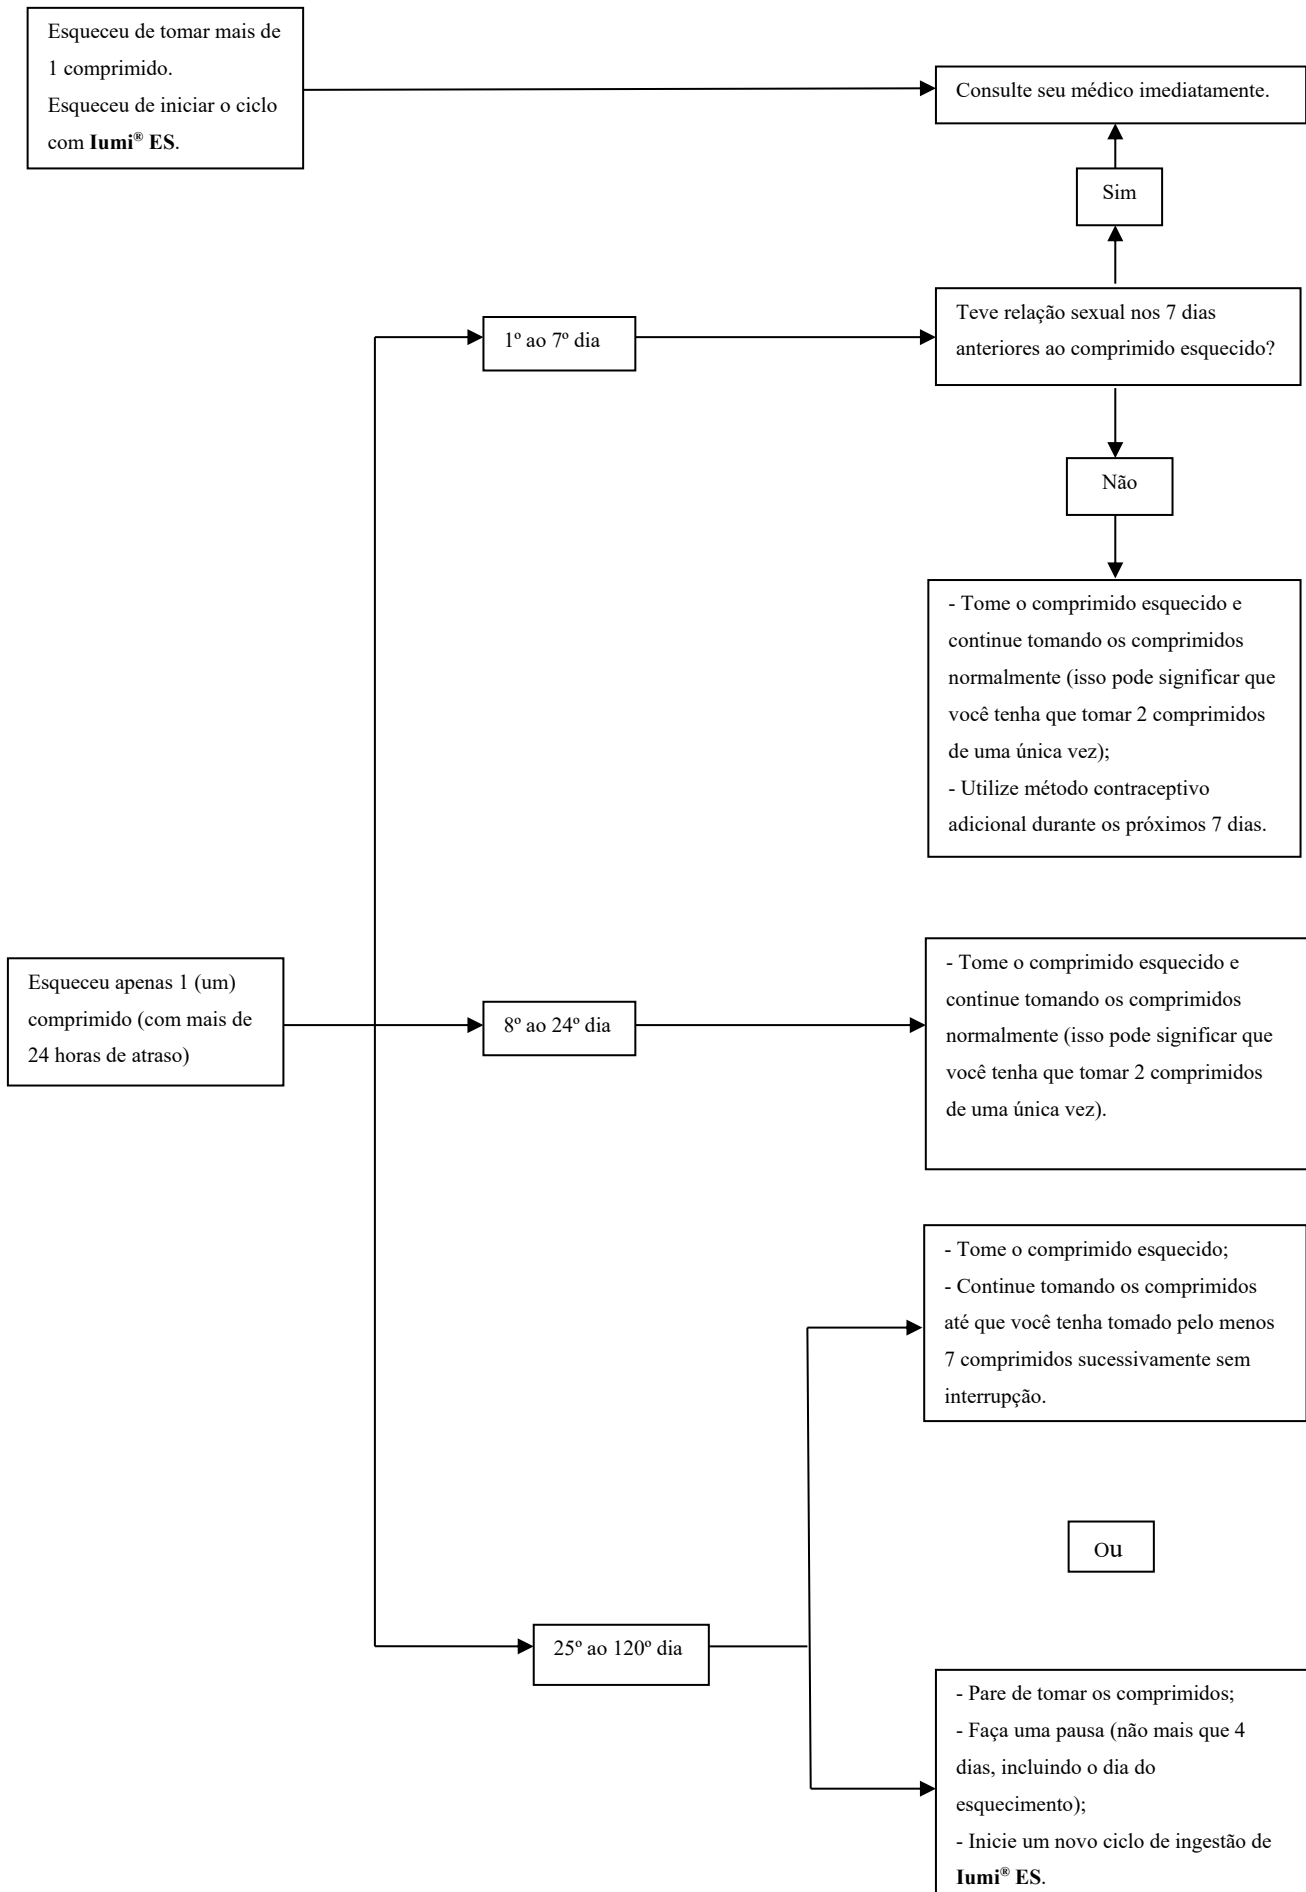 Esqueceu de tomar mais de
1 comprimido.
Esqueceu de iniciar o ciclo
com Iumi® ES.
Consulte seu médico imediatamente.
Sim
Teve relação sexual nos 7 dias
anteriores ao comprimido esquecido?
1º ao 7º dia
Não
- Tome o comprimido esquecido e
continue tomando os comprimidos
normalmente (isso pode significar que
você tenha que tomar 2 comprimidos
de uma única vez);
- Utilize método contraceptivo
adicional durante os próximos 7 dias.
Esqueceu apenas 1 (um)
comprimido (com mais de
24 horas de atraso)
8º ao 24º dia
- Tome o comprimido esquecido e
continue tomando os comprimidos
normalmente (isso pode significar que
você tenha que tomar 2 comprimidos
de uma única vez).
- Tome o comprimido esquecido;
- Continue tomando os comprimidos
até que você tenha tomado pelo menos
7 comprimidos sucessivamente sem
interrupção.
Ou
25º ao 120º dia
- Pare de tomar os comprimidos;
- Faça uma pausa (não mais que 4
dias, incluindo o dia do
esquecimento);
- Inicie um novo ciclo de ingestão de
Iumi® ES.